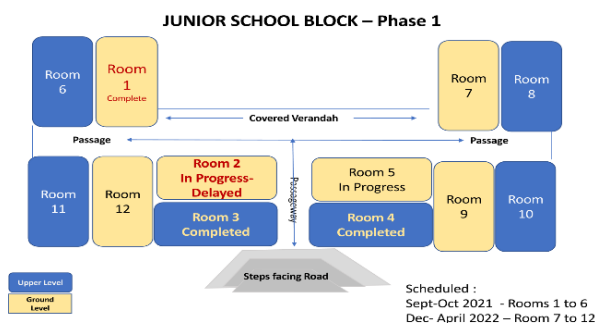 JUNIOR SCHOOL BLOCK – Phase 1
Room
6
Room
1
Complete
Room
7
Room
8
Covered Verandah
Passage
Passage
Room
11
Room
12
Room 2
In Progress-
Delayed
Room 3
Completed
Passageway
Room 5
In Progress
Room 4
Completed
Room
9
Room
10
Steps facing Road
Upper Level
Ground
Level
Scheduled :
Sept-Oct 2021 - Rooms 1 to 6
Dec- April 2022 – Room 7 to 12